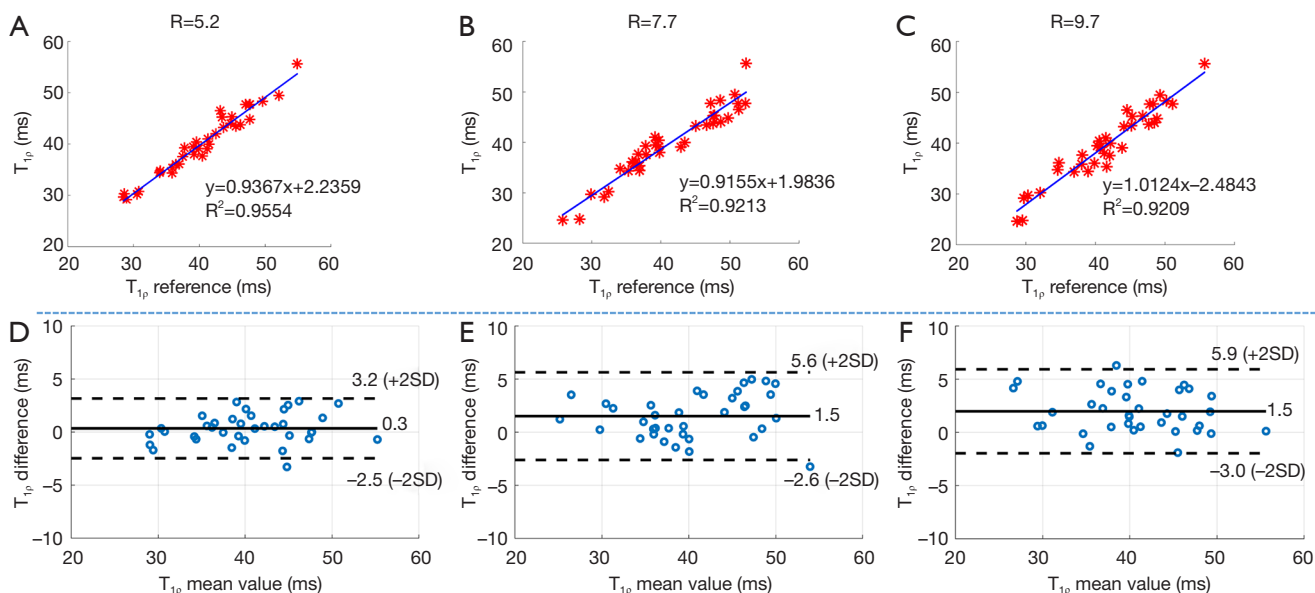 A
R=5.2
60
50
40
30
20
T1ρ (ms)
y=0.9367x+2.2359
R²=0.9554
20 30 40 50 60
T1ρ reference (ms)
B
R=7.7
60
50
40
30
20
T1ρ (ms)
y=0.9155x+1.9836
R²=0.9213
20 30 40 50 60
T1ρ reference (ms)
C
R=9.7
60
50
40
30
20
T1ρ (ms)
y=1.0124x–2.4843
R²=0.9209
20 30 40 50 60
T1ρ reference (ms)
D
10
5
0
−5
−10
T1ρ difference (ms)
3.2 (+2SD)
0.3
−2.5 (−2SD)
20 30 40 50 60
T1ρ mean value (ms)
E
10
5
0
−5
−10
T1ρ difference (ms)
5.6 (+2SD)
1.5
−2.6 (−2SD)
20 30 40 50 60
T1ρ mean value (ms)
F
10
5
0
−5
−10
T1ρ difference (ms)
5.9 (+2SD)
1.5
−3.0 (−2SD)
20 30 40 50 60
T1ρ mean value (ms)